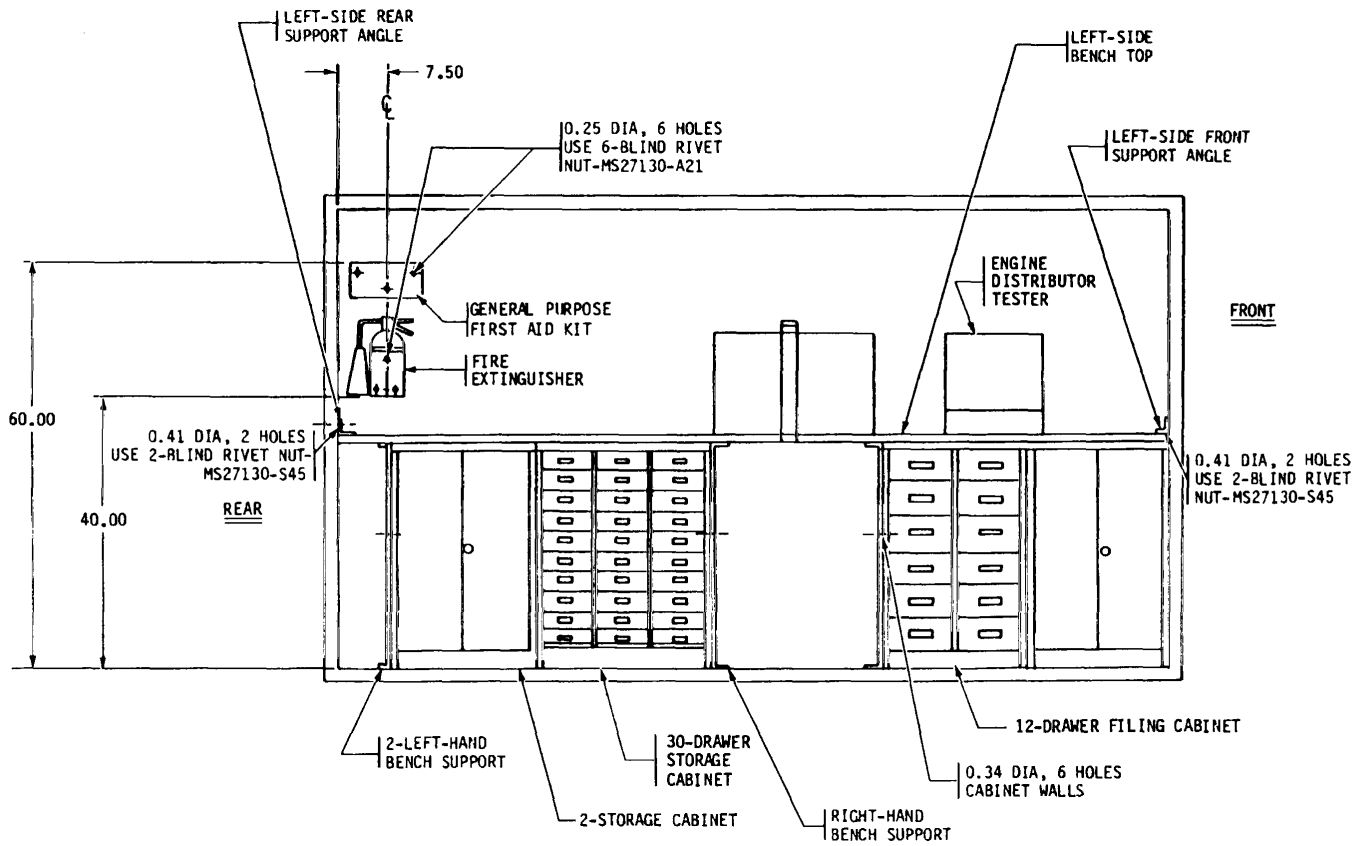 LEFT-SIDE REAR
SUPPORT ANGLE
7.50
℄
0.25 DIA, 6 HOLES
USE 6-BLIND RIVET
NUT-MS27130-A21
LEFT-SIDE
BENCH TOP
LEFT-SIDE FRONT
SUPPORT ANGLE
ENGINE
DISTRIBUTOR
TESTER
GENERAL PURPOSE
FIRST AID KIT
FRONT
FIRE
EXTINGUISHER
60.00
0.41 DIA, 2 HOLES
USE 2-BLIND RIVET NUT-
MS27130-S45
REAR
40.00
0.41 DIA, 2 HOLES
USE 2-BLIND RIVET
NUT-MS27130-S45
12-DRAWER FILING CABINET
2-LEFT-HAND
BENCH SUPPORT
30-DRAWER
STORAGE
CABINET
0.34 DIA, 6 HOLES
CABINET WALLS
2-STORAGE CABINET
RIGHT-HAND
BENCH SUPPORT